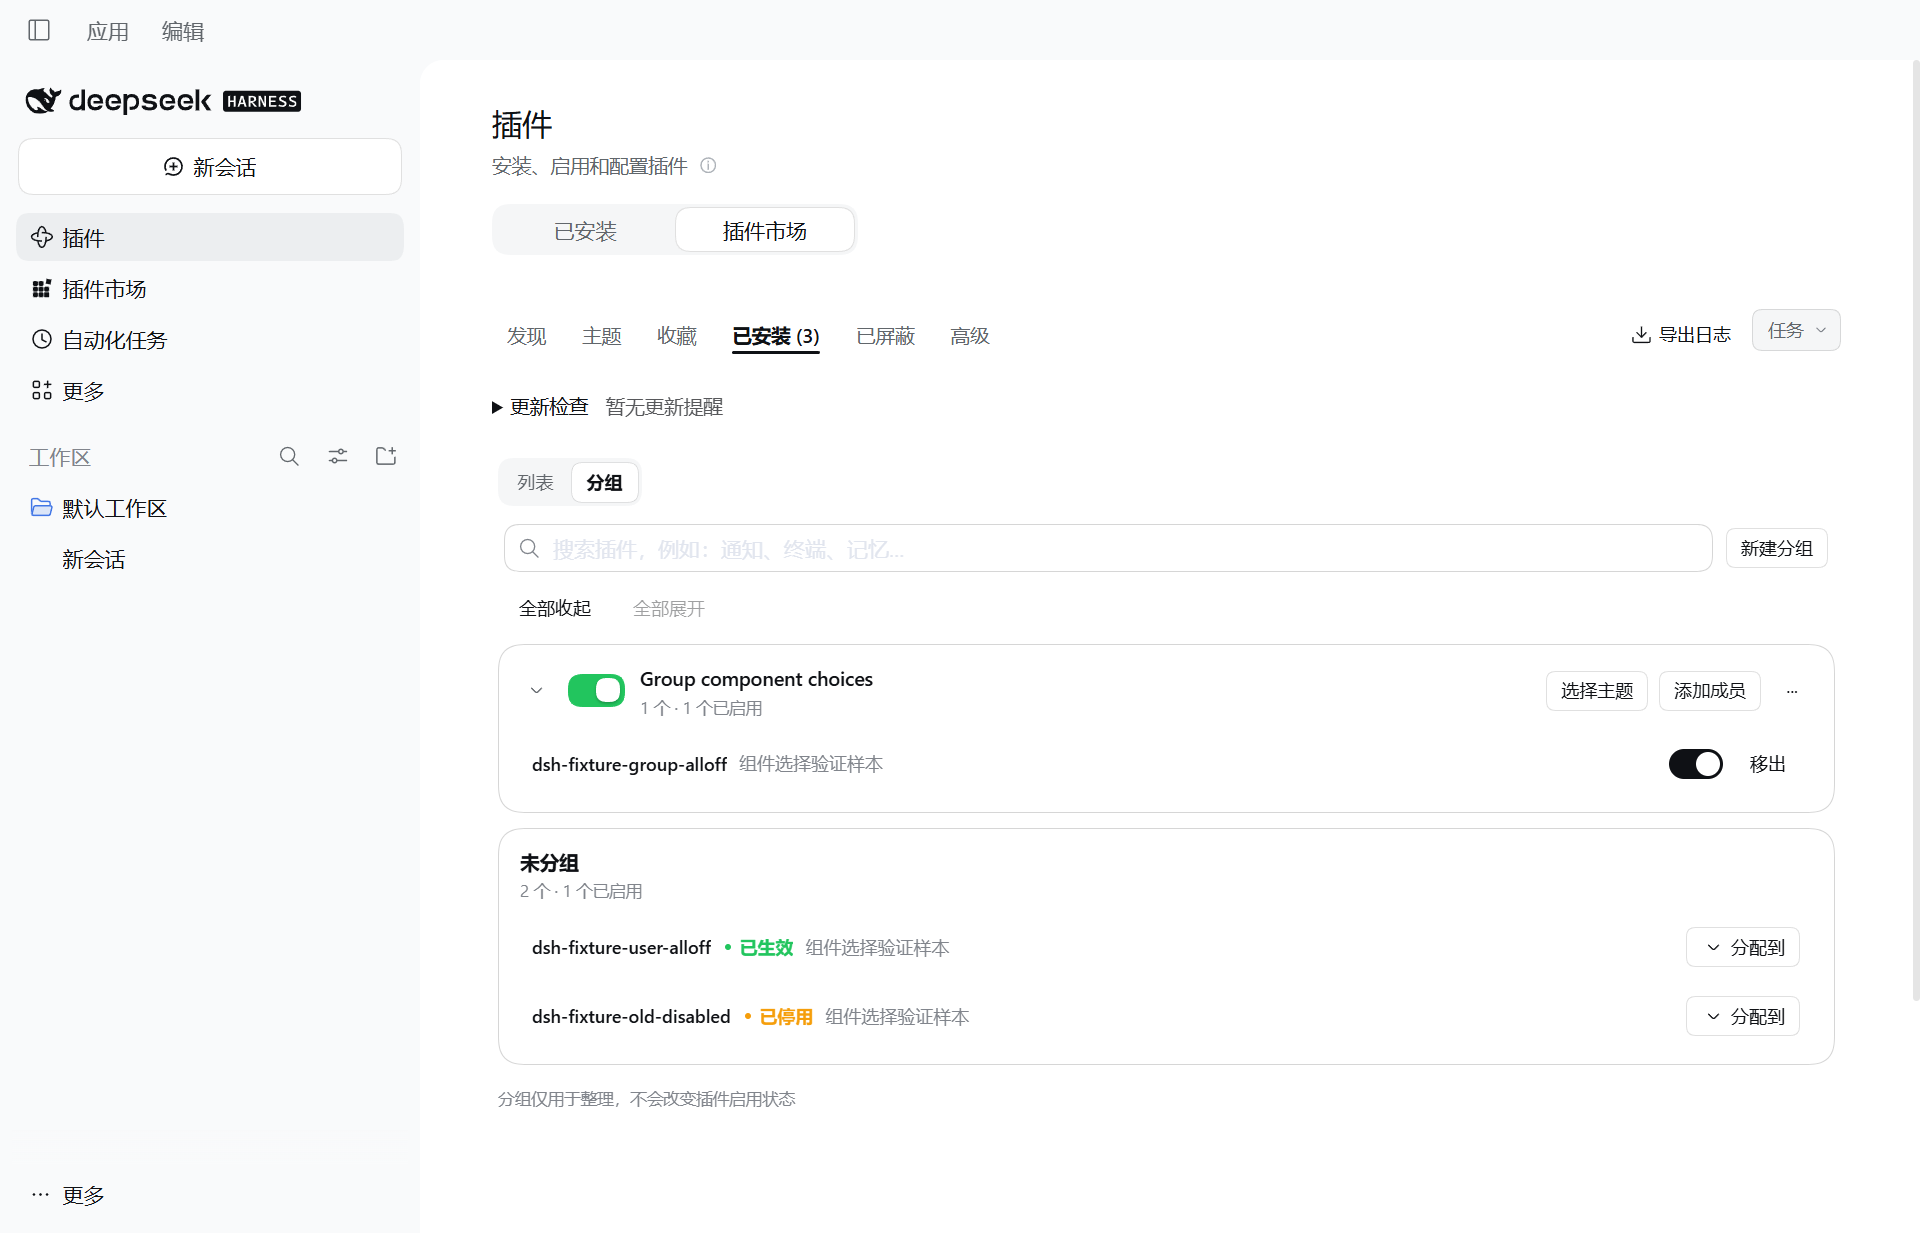 应用 编辑
deepseek HARNESS
新会话
插件
插件市场
自动化任务
更多
工作区
默认工作区
新会话
更多
插件
安装、启用和配置插件
已安装 插件市场
发现 主题 收藏 已安装 (3) 已屏蔽 高级 导出日志 任务
更新检查 暂无更新提醒
列表 分组
搜索插件，例如：通知、终端、记忆... 新建分组
全部收起 全部展开
Group component choices 选择主题 添加成员 ...
1 个 · 1 个已启用
dsh-fixture-group-alloff 组件选择验证样本 移出
未分组
2 个 · 1 个已启用
dsh-fixture-user-alloff • 已生效 组件选择验证样本 分配到
dsh-fixture-old-disabled • 已停用 组件选择验证样本 分配到
分组仅用于整理，不会改变插件启用状态